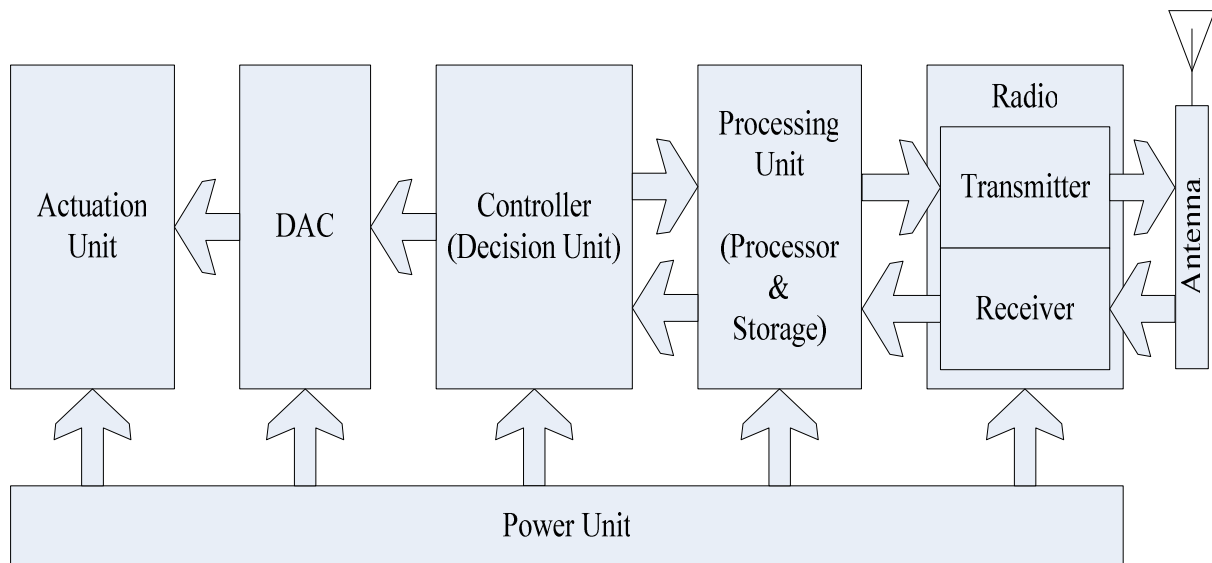 Actuation
Unit
DAC
Controller
(Decision Unit)
Processing
Unit
(Processor
&
Storage)
Radio
Transmitter
Receiver
Antenna
Power Unit